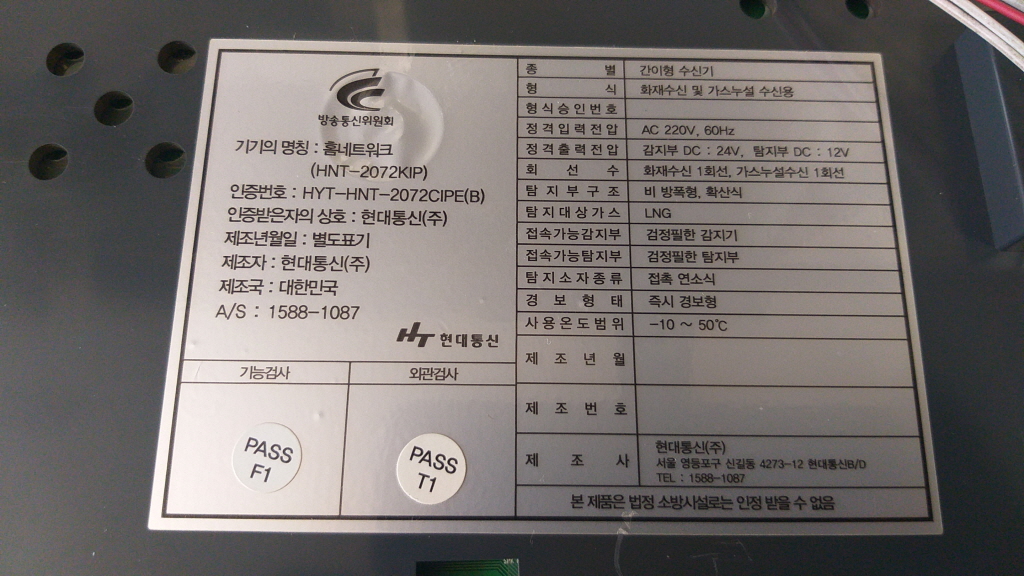 방송통신위원회
기기의 명칭 : 홈네트워크
(HNT-2072KIP)
인증번호 : HYT-HNT-2072CIPE(B)
인증받은자의 상호 : 현대통신(주)
제조년월일 : 별도표기
제조자 : 현대통신(주)
제조국 : 대한민국
A/S : 1588-1087
HT 현대통신
기능검사 외관검사
PASS
F1
PASS
T1
종 별 간이형 수신기
형 식 화재수신 및 가스누설 수신용
형식승인번호
정격입력전압 AC 220V, 60Hz
정격출력전압 감지부 DC : 24V, 탐지부 DC : 12V
회 선 수 화재수신 1회선, 가스누설수신 1회선
탐지부구조 비 방폭형, 확산식
탐지대상가스 LNG
접속가능감지부 검정필한 감지기
접속가능탐지부 검정필한 탐지부
탐지소자종류 접촉 연소식
경보형태 즉시 경보형
사용온도범위 -10 ~ 50℃
제 조 년 월
제 조 번 호
제 조 사 현대통신(주)
서울 영등포구 신길동 4273-12 현대통신B/D
TEL : 1588-1087
본 제품은 법정 소방시설로는 인정 받을 수 없음